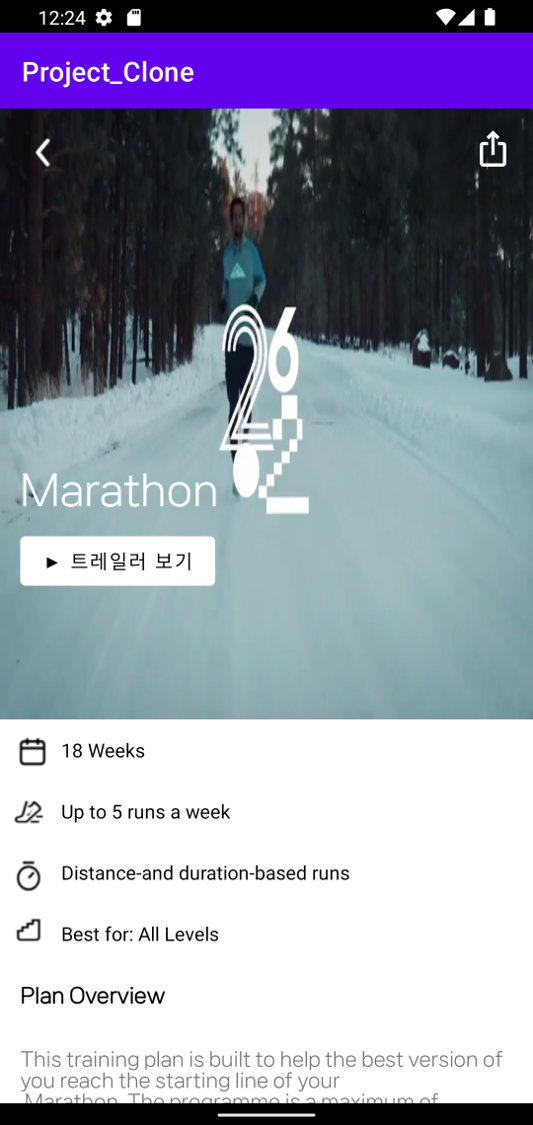 12:24
Project_Clone
26
.2
Marathon
► 트레일러 보기
18 Weeks
Up to 5 runs a week
Distance-and duration-based runs
Best for: All Levels
Plan Overview
This training plan is built to help the best version of
you reach the starting line of your
Marathon. The programme is a maximum of